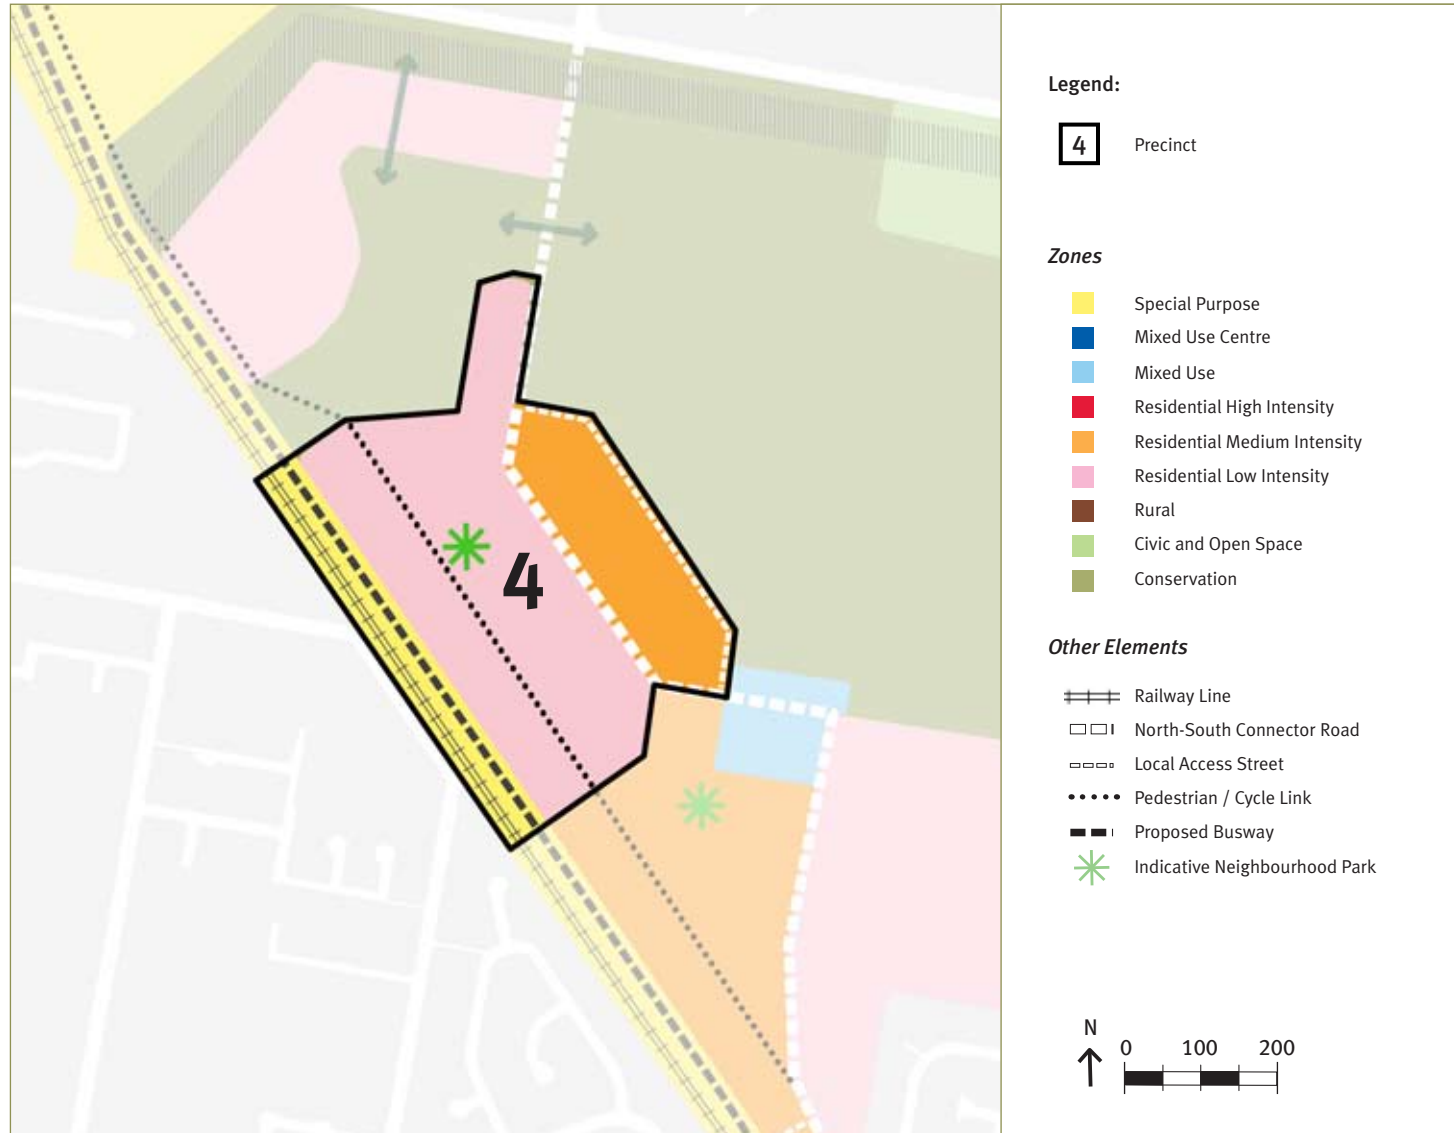 4
Legend:
4 Precinct
Zones
Special Purpose
Mixed Use Centre
Mixed Use
Residential High Intensity
Residential Medium Intensity
Residential Low Intensity
Rural
Civic and Open Space
Conservation
Other Elements
Railway Line
North-South Connector Road
Local Access Street
Pedestrian / Cycle Link
Proposed Busway
Indicative Neighbourhood Park
N
0 100 200